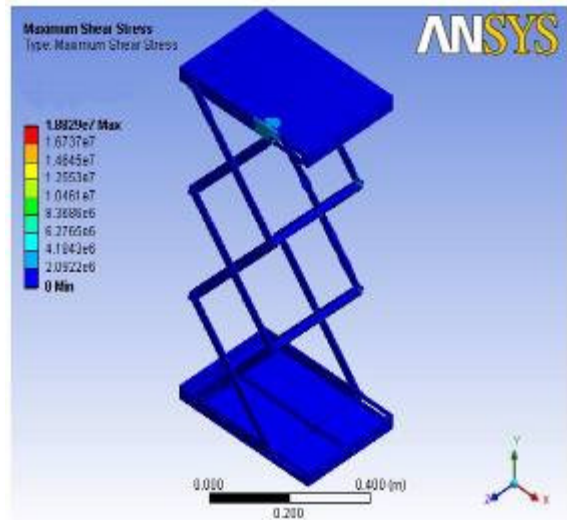 Maximum Shear Stress
Type: Maximum Shear Stress
ANSYS
1.8829e7 Max
1.6737e7
1.4645e7
1.2553e7
1.0461e7
8.3686e6
6.2765e6
4.1843e6
2.0922e6
0 Min
Y
Z
X
0.000
0.400 (m)
0.200